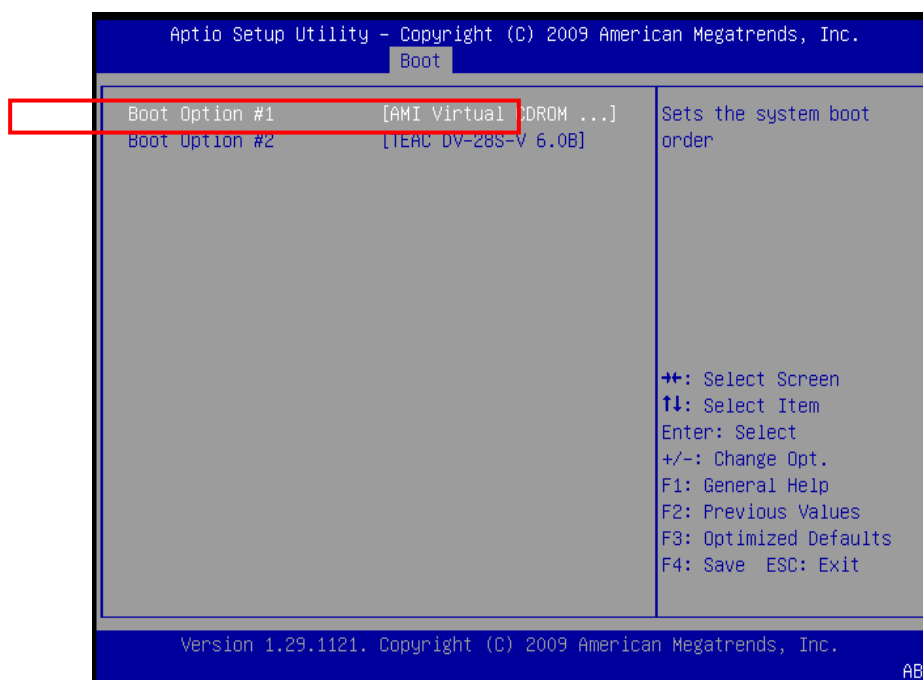 Aptio Setup Utility – Copyright (C) 2009 American Megatrends, Inc.
Boot
Boot Option #1 [AMI Virtual CDROM ...]
Boot Option #2 [TEAC DV-28S-V 6.0B]
Sets the system boot
order
→←: Select Screen
↑↓: Select Item
Enter: Select
+/-: Change Opt.
F1: General Help
F2: Previous Values
F3: Optimized Defaults
F4: Save ESC: Exit
Version 1.29.1121. Copyright (C) 2009 American Megatrends, Inc.
AB